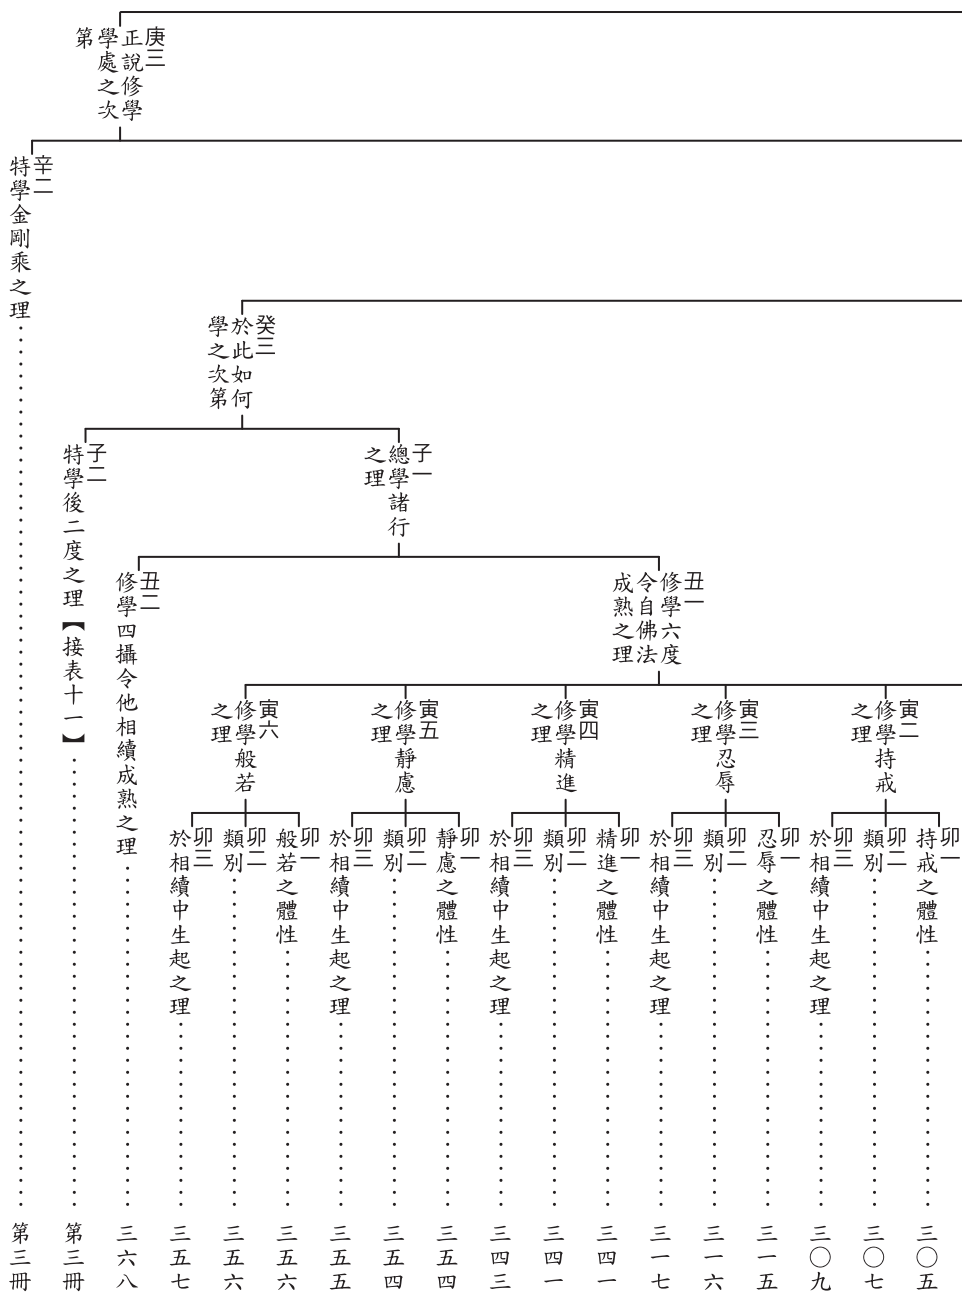 庚三
正說修學
學處之次
第
辛二
特學金剛乘之理……第三冊
癸三
於此如何
學之次第
子一
總學諸行
之理
子二
特學後二度之理【接表十一】……第三冊
丑一
修學六度
令自佛法
成熟之理
丑二
修學四攝令他相續成熟之理……三六八
寅二
修學持戒
之理
卯一
持戒之體性……三〇五
卯二
類別……三〇七
卯三
於相續中生起之理……三〇九
寅三
修學忍辱
之理
卯一
忍辱之體性……三一五
卯二
類別……三一六
卯三
於相續中生起之理……三一七
寅四
修學精進
之理
卯一
精進之體性……三四一
卯二
類別……三四一
卯三
於相續中生起之理……三四三
寅五
修學靜慮
之理
卯一
靜慮之體性……三五四
卯二
類別……三五四
卯三
於相續中生起之理……三五五
寅六
修學般若
之理
卯一
般若之體性……三五六
卯二
類別……三五六
卯三
於相續中生起之理……三五七